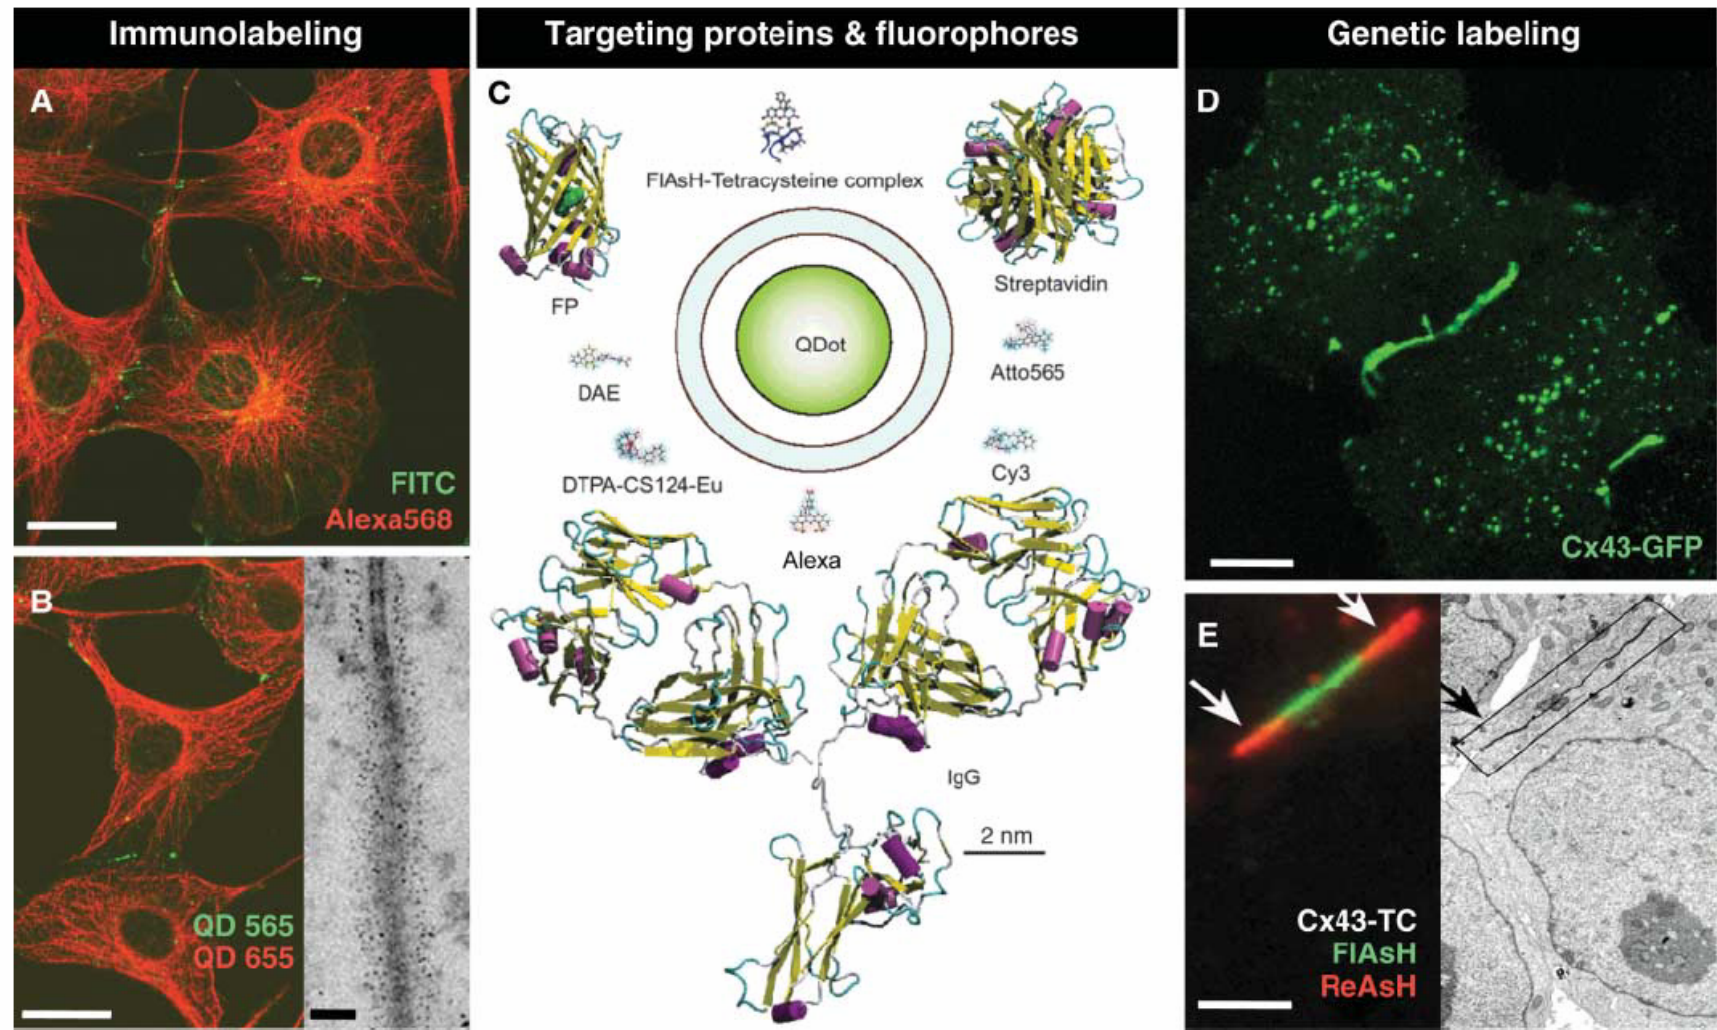 Immunolabeling
Targeting proteins & fluorophores
Genetic labeling
A
FITC
Alexa568
B
QD 565
QD 655
C
FlAsH-Tetracysteine complex
FP
Streptavidin
QDot
DAE
Atto565
DTPA-CS124-Eu
Cy3
Alexa
IgG
2 nm
D
Cx43-GFP
E
Cx43-TC
FlAsH
ReAsH